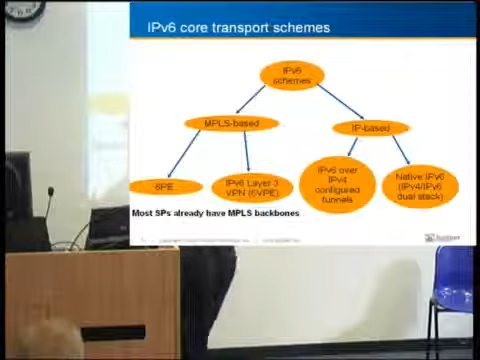 IPv6 core transport schemes
IPv6
schemes
MPLS-based
IP-based
6PE
IPv6 Layer 3
VPN (6VPE)
IPv6 over
IPv4
configured
tunnels
Native IPv6
(IPv4/IPv6
dual stack)
Most SPs already have MPLS backbones